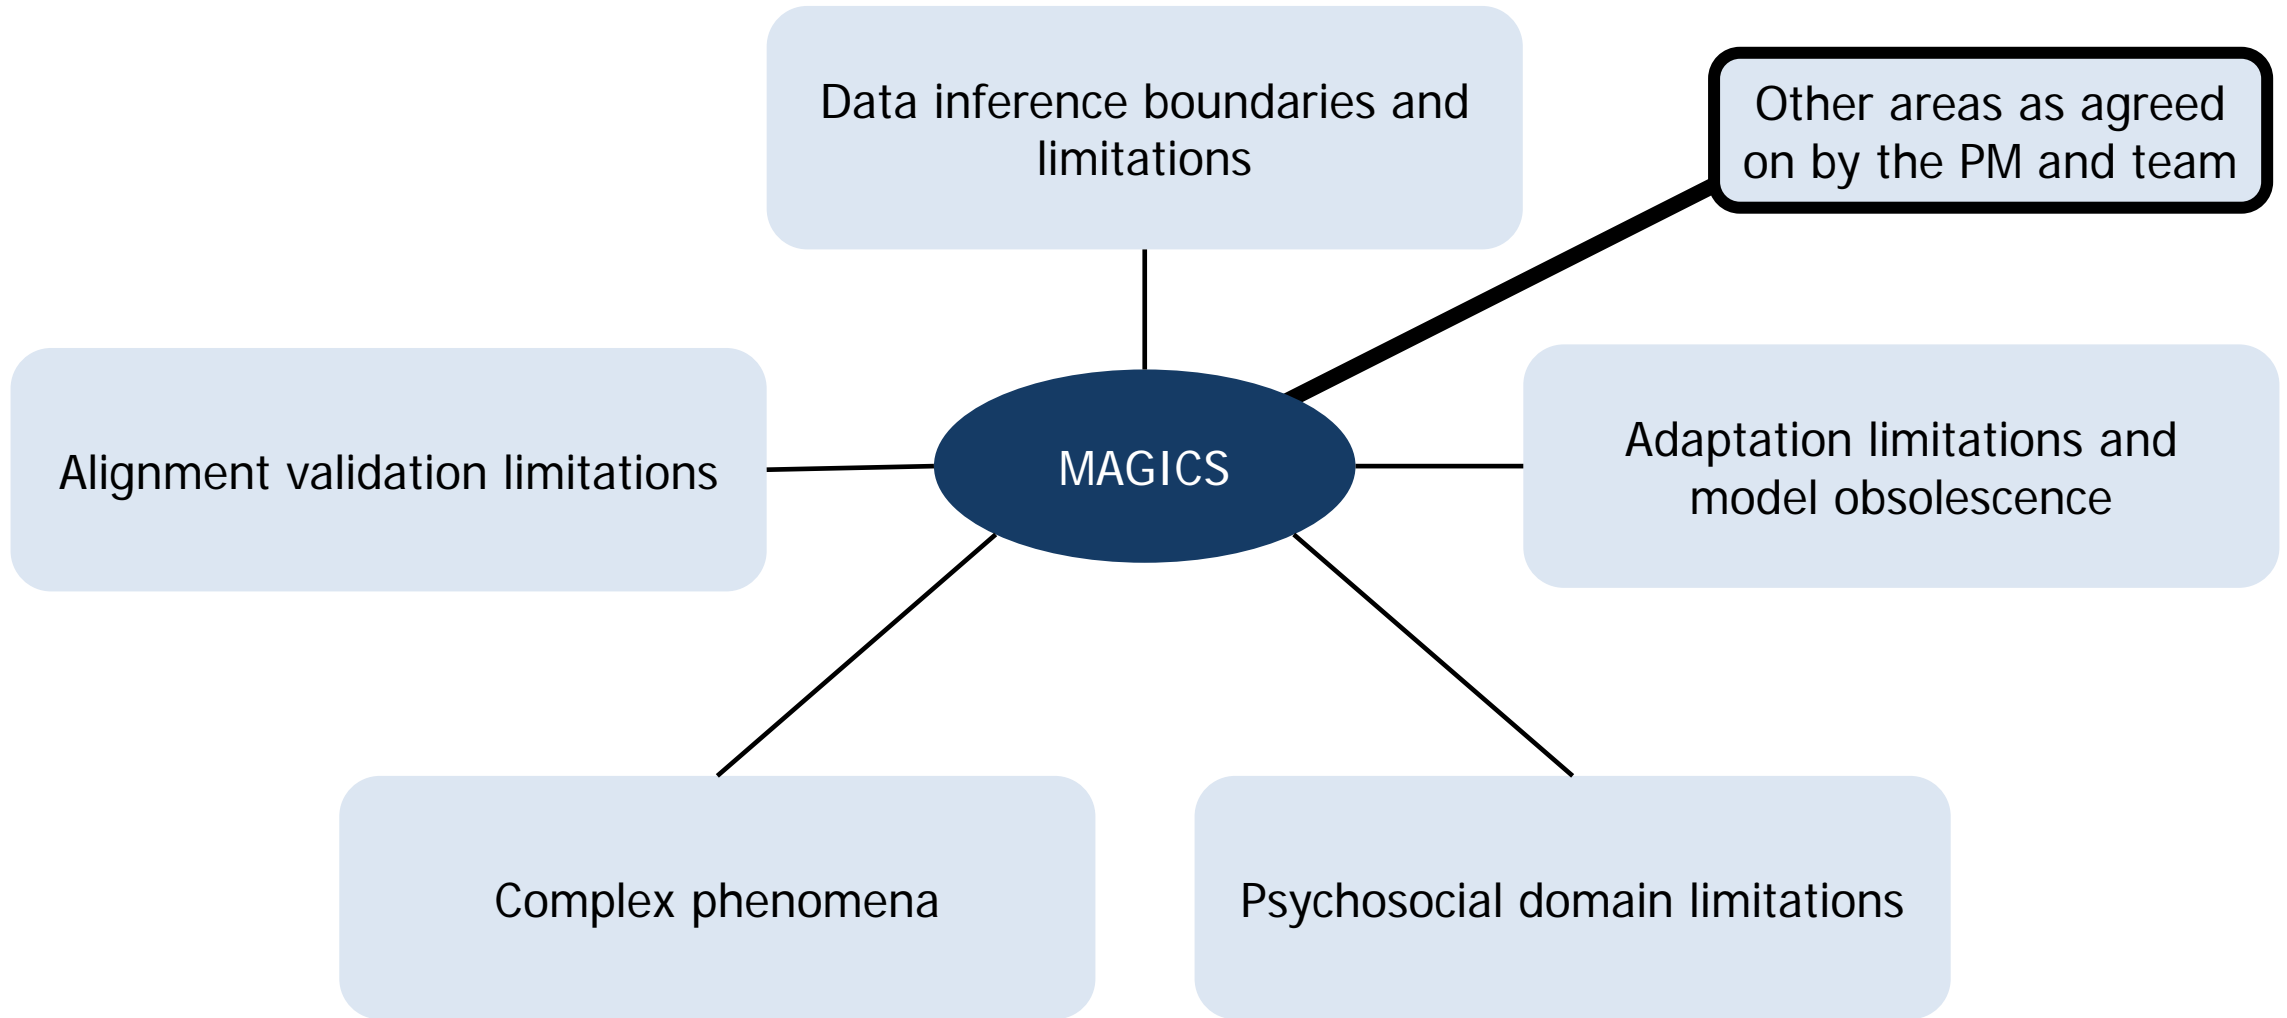 Data inference boundaries and
limitations
Other areas as agreed
on by the PM and team
Alignment validation limitations
MAGICS
Adaptation limitations and
model obsolescence
Complex phenomena
Psychosocial domain limitations